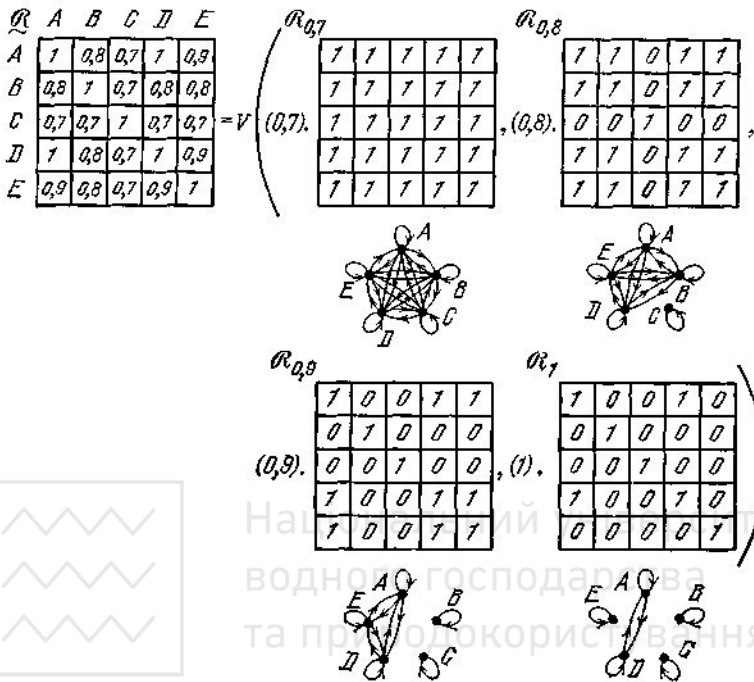 R A B C D E
A 1 0,8 0,7 1 0,9
B 0,8 1 0,7 0,8 0,8
C 0,7 0,7 1 0,7 0,7
D 1 0,8 0,7 1 0,9
E 0,9 0,8 0,7 0,9 1
=V
(0,7).
R0,7
1 1 1 1 1
1 1 1 1 1
1 1 1 1 1
1 1 1 1 1
1 1 1 1 1
, (0,8).
R0,8
1 1 0 1 1
1 1 0 1 1
0 0 1 0 0
1 1 0 1 1
1 1 0 1 1
,
A
E B
D C
A
E B
D C
(0,9).
R0,9
1 0 0 1 1
0 1 0 0 0
0 0 1 0 0
1 0 0 1 1
1 0 0 1 1
, (1).
R1
1 0 0 1 0
0 1 0 0 0
0 0 1 0 0
1 0 0 1 0
0 0 0 0 1
A
E B
D C
A
E B
D C
Національний університ
водного господарства
та природокористування